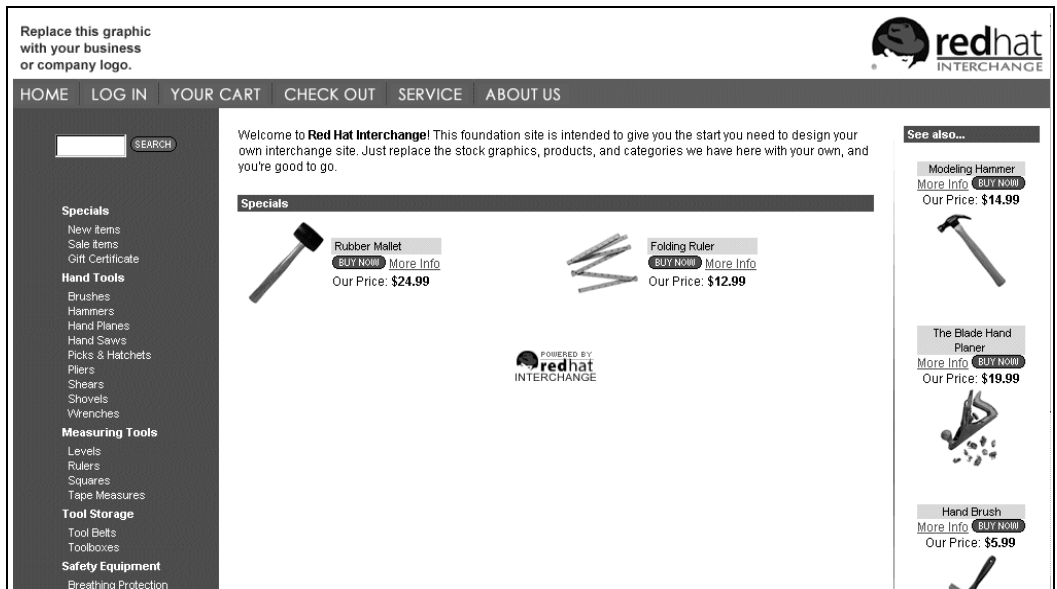 Replace this graphic
with your business
or company logo.
redhat
INTERCHANGE
HOME LOG IN YOUR CART CHECK OUT SERVICE ABOUT US
SEARCH
Specials
New items
Sale items
Gift Certificate
Hand Tools
Brushes
Hammers
Hand Planes
Hand Saws
Picks & Hatchets
Pliers
Shears
Shovels
Wrenches
Measuring Tools
Levels
Rulers
Squares
Tape Measures
Tool Storage
Tool Belts
Toolboxes
Safety Equipment
Breathing Protection
Welcome to Red Hat Interchange! This foundation site is intended to give you the start you need to design your
own interchange site. Just replace the stock graphics, products, and categories we have here with your own, and
you're good to go.
Specials
Rubber Mallet
BUY NOW More Info
Our Price: $24.99
Folding Ruler
BUY NOW More Info
Our Price: $12.99
POWERED BY
redhat
INTERCHANGE
See also...
Modeling Hammer
More Info BUY NOW
Our Price: $14.99
The Blade Hand
Planer
More Info BUY NOW
Our Price: $19.99
Hand Brush
More Info BUY NOW
Our Price: $5.99